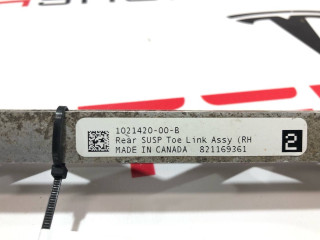 1021420-00-B
Rear SUSP Toe Link Assy (RH
MADE IN CANADA 821169361
2